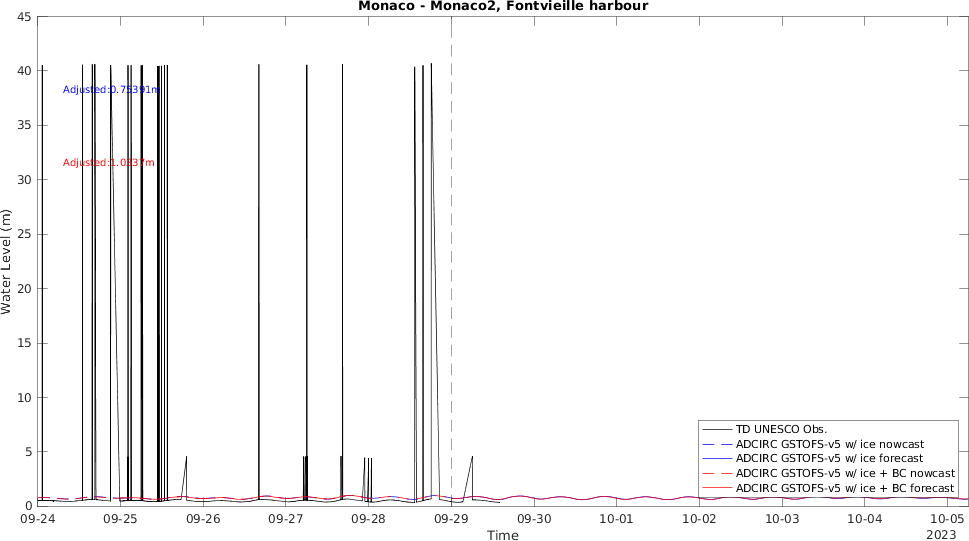 Monaco - Monaco2, Fontvieille harbour
45
40
35
30
25
20
15
10
5
0
Water Level (m)
Adjusted:0.75391m
Adjusted:1.0337m
TD UNESCO Obs.
ADCIRC GSTOFS-v5 w/ ice nowcast
ADCIRC GSTOFS-v5 w/ ice forecast
ADCIRC GSTOFS-v5 w/ ice + BC nowcast
ADCIRC GSTOFS-v5 w/ ice + BC forecast
09-24 09-25 09-26 09-27 09-28 09-29 09-30 10-01 10-02 10-03 10-04 10-05
Time
2023